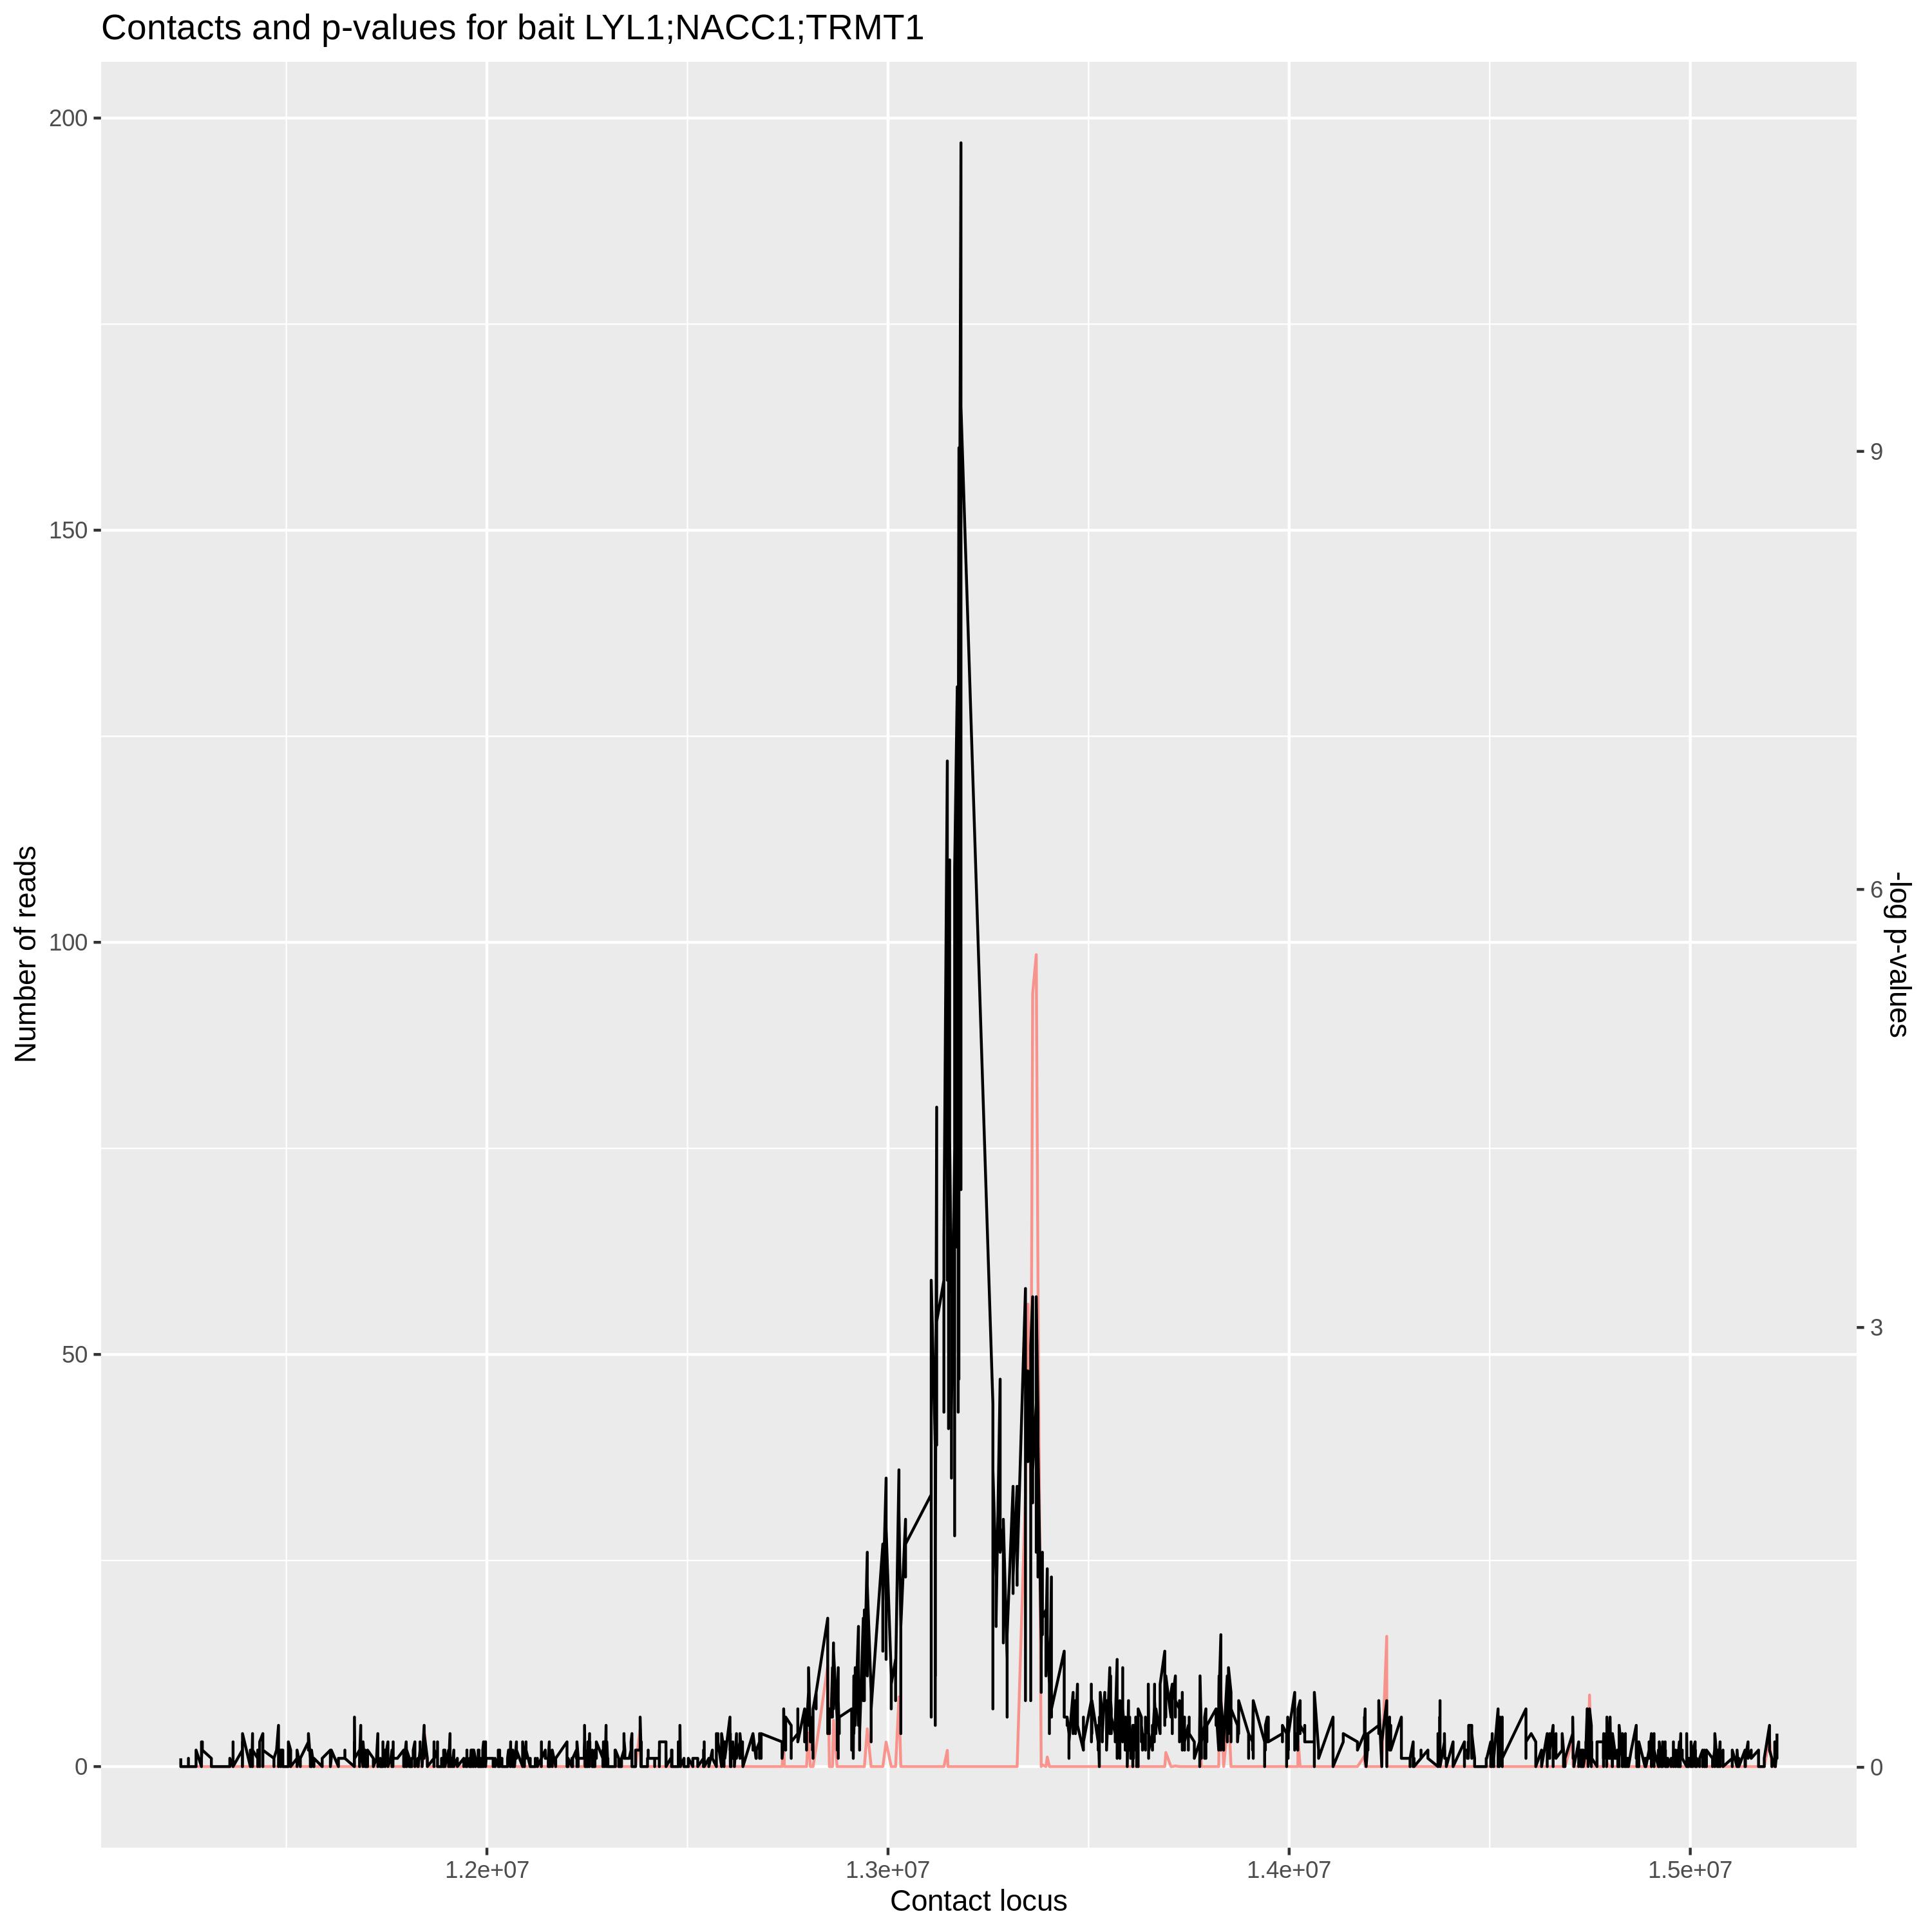 Contacts and p-values for bait LYL1;NACC1;TRMT1
200
150
100
50
0
Number of reads
9
6
3
0
-log p-values
1.2e+07
1.3e+07
1.4e+07
1.5e+07
Contact locus